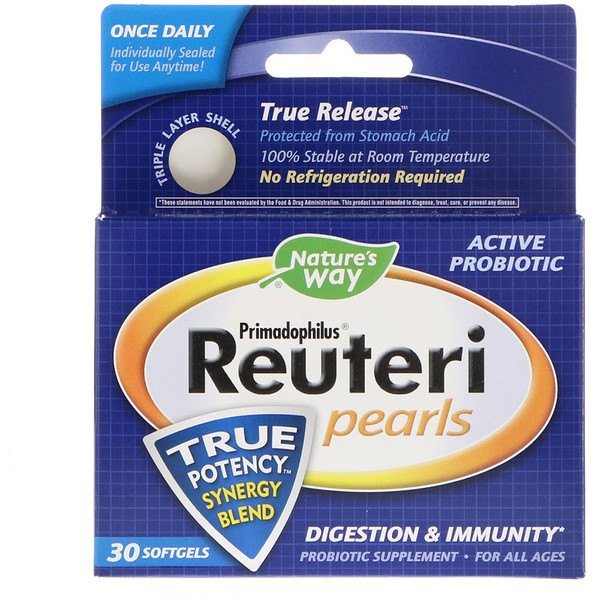 ONCE DAILY
Individually Sealed
for Use Anytime!
TRIPLE LAYER SHELL
True Release™
Protected from Stomach Acid
100% Stable at Room Temperature
No Refrigeration Required
*These statements have not been evaluated by the Food & Drug Administration. This product is not intended to diagnose, treat, cure, or prevent any disease.
Nature's
Way®
ACTIVE
PROBIOTIC
Primadophilus®
Reuteri
pearls
TRUE
POTENCY™
SYNERGY
BLEND
30 SOFTGELS
DIGESTION & IMMUNITY*
PROBIOTIC SUPPLEMENT • FOR ALL AGES